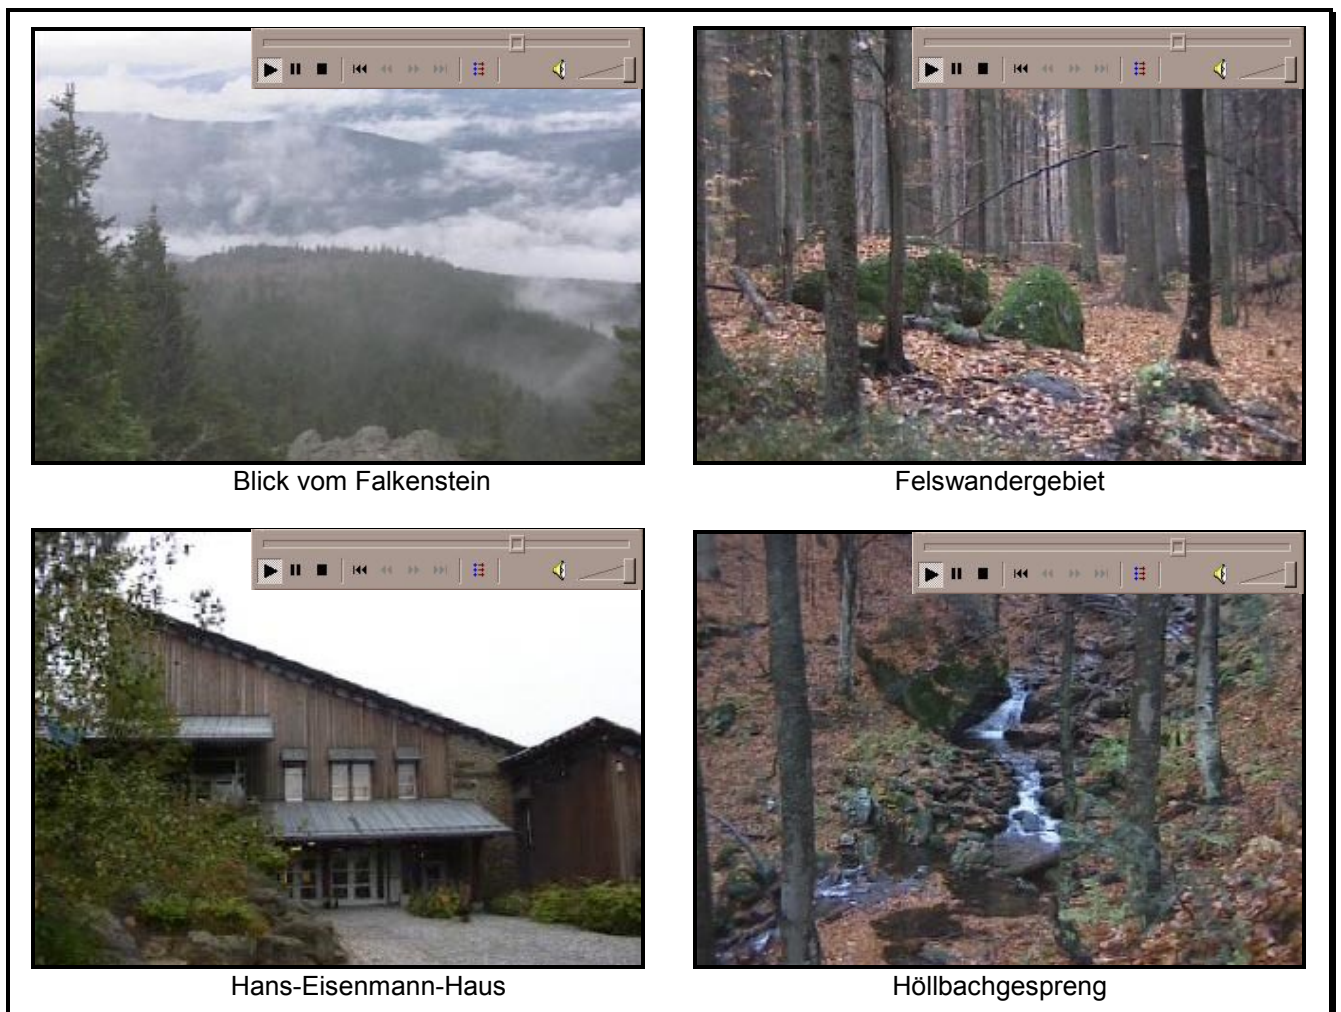 Blick vom Falkenstein
Felswandergebiet
Hans-Eisenmann-Haus
Höllbachgespreng